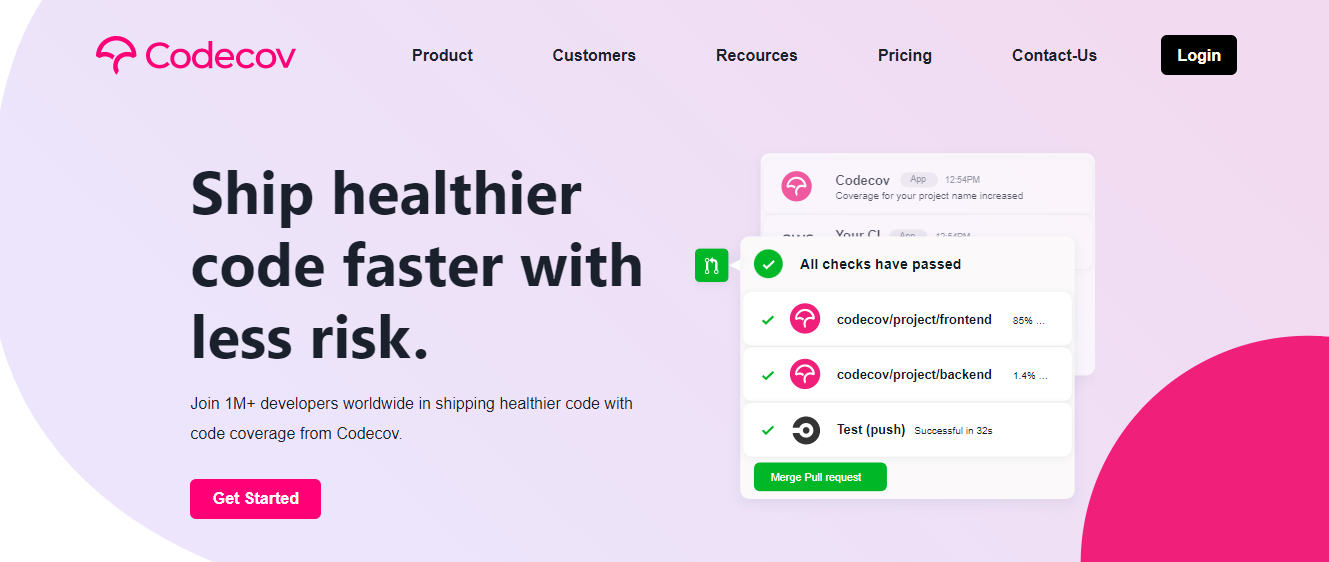 Codecov
Product
Customers
Recources
Pricing
Contact-Us
Login
Ship healthier
code faster with
less risk.
Join 1M+ developers worldwide in shipping healthier code with
code coverage from Codecov.
Get Started
Codecov App 12:54PM
Coverage for your project name increased
Your CI App 12:54PM
All checks have passed
codecov/project/frontend 85% ...
codecov/project/backend 1.4% ...
Test (push) Successful in 32s
Merge Pull request